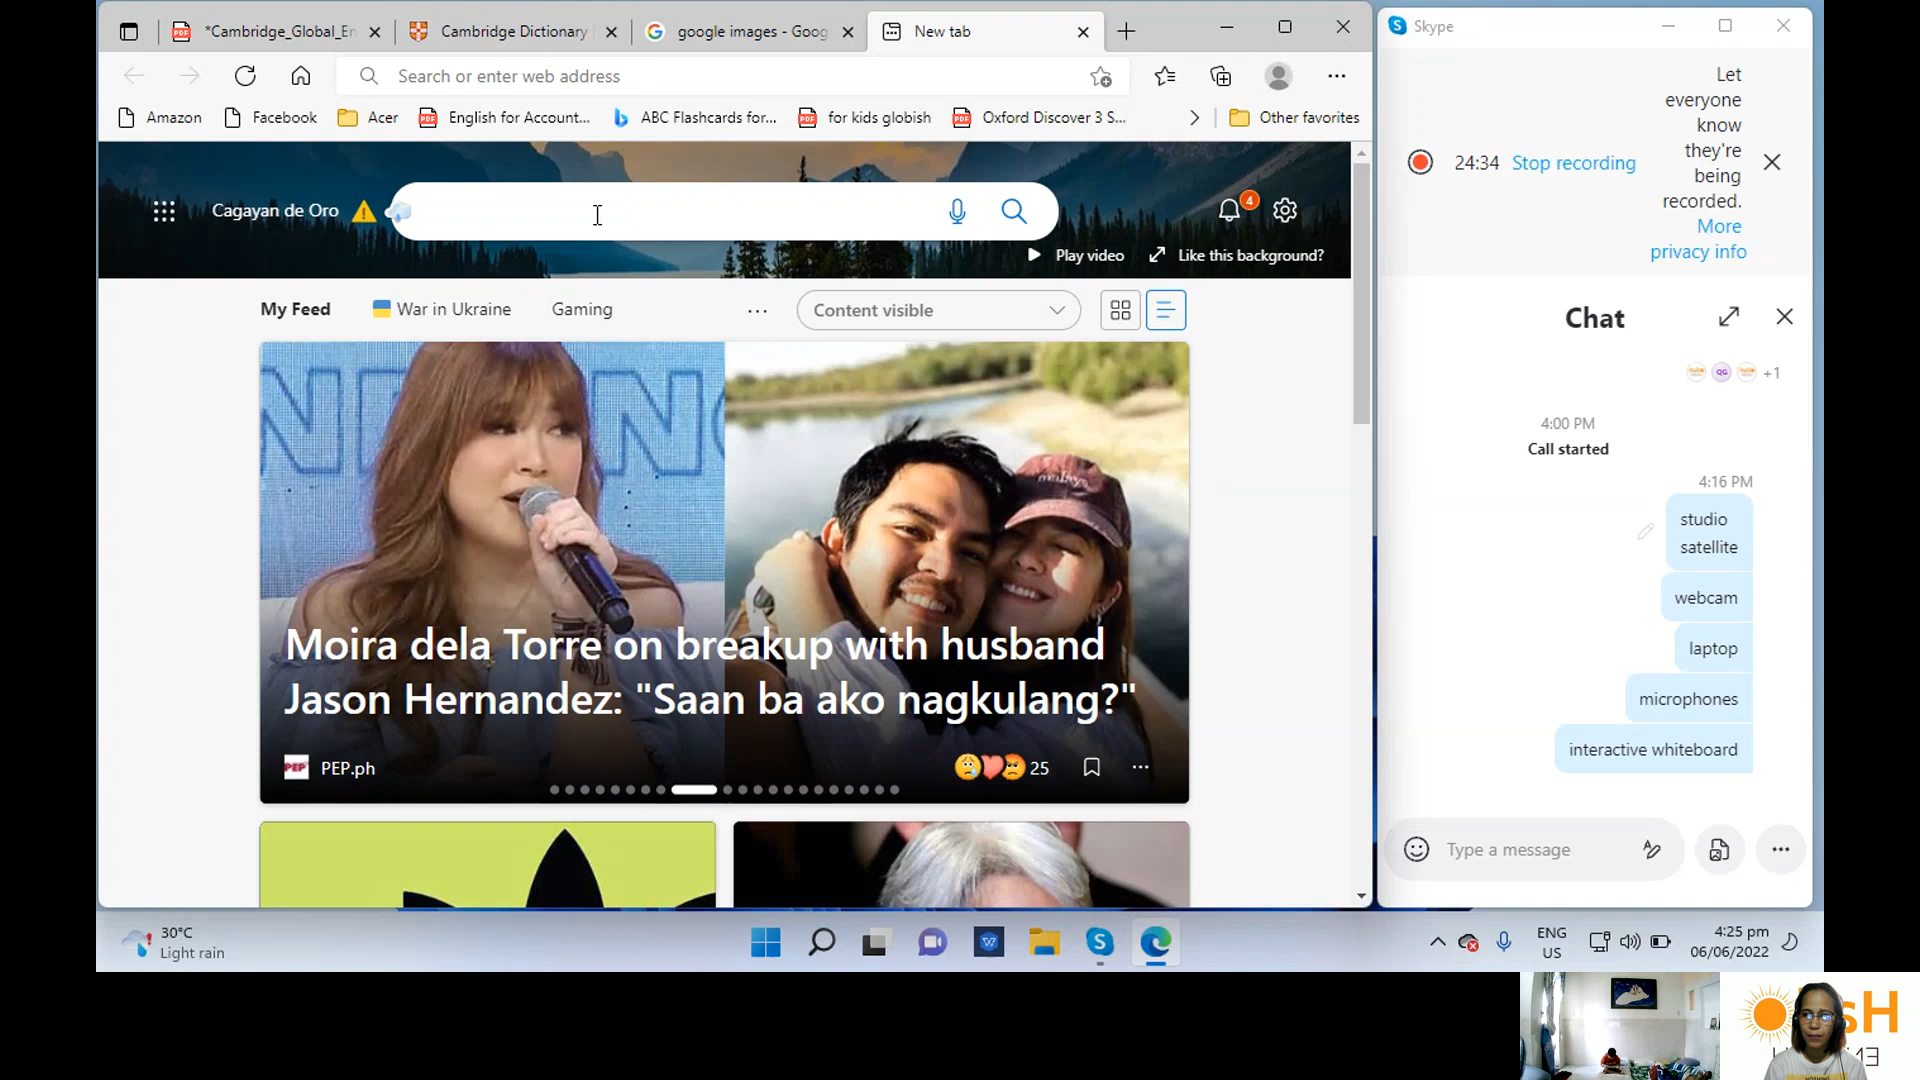 *Cambridge_Global_En
Cambridge Dictionary
google images - Goog
New tab
Search or enter web address
Amazon
Facebook
Acer
English for Account...
ABC Flashcards for...
for kids globish
Oxford Discover 3 S...
Other favorites
Cagayan de Oro
4
Play video
Like this background?
My Feed
War in Ukraine
Gaming
...
Content visible
Moira dela Torre on breakup with husband
Jason Hernandez: "Saan ba ako nagkulang?"
PEP
PEP.ph
25
Skype
Let
everyone
know
they're
being
recorded.
More
privacy info
24:34
Stop recording
Chat
QG
+1
4:00 PM
Call started
4:16 PM
studio
satellite
webcam
laptop
microphones
interactive whiteboard
Type a message
30°C
Light rain
ENG
US
4:25 pm
06/06/2022